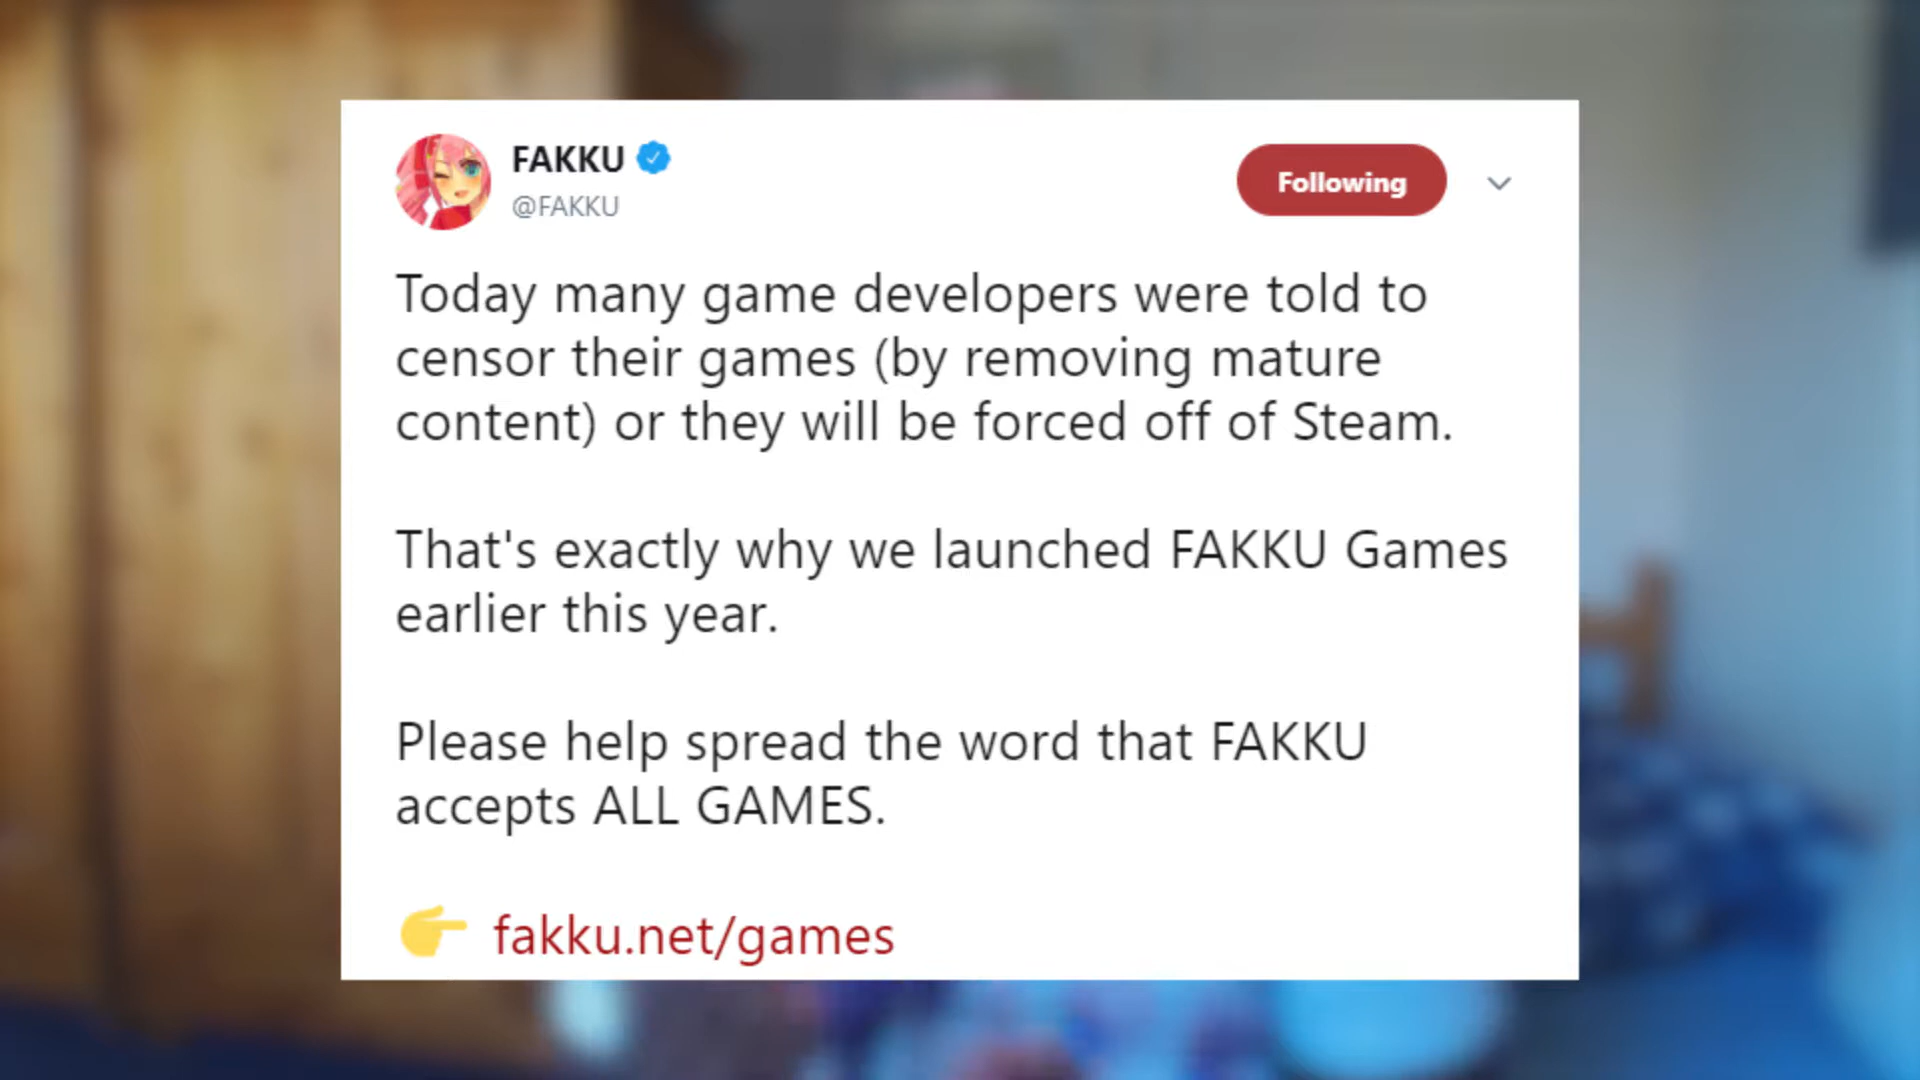 FAKKU
@FAKKU
Following
Today many game developers were told to
censor their games (by removing mature
content) or they will be forced off of Steam.
That's exactly why we launched FAKKU Games
earlier this year.
Please help spread the word that FAKKU
accepts ALL GAMES.
fakku.net/games